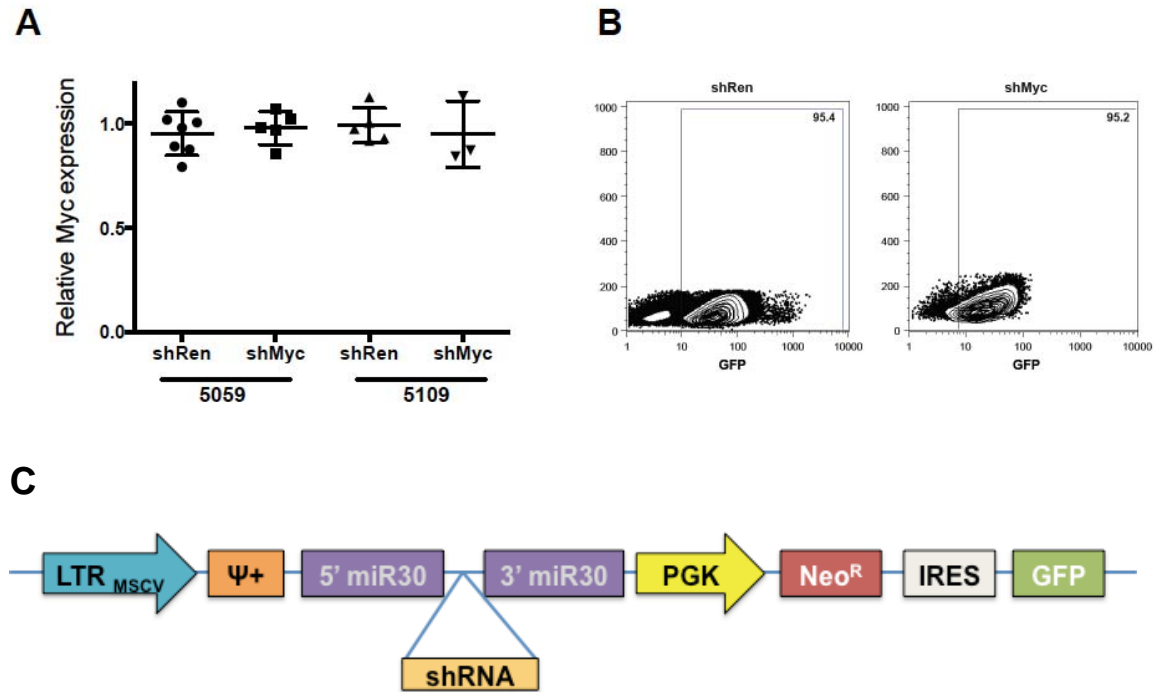 A
Relative Myc expression
1.0
0.5
0.0
shRen shMyc shRen shMyc
5059 5109
B
shRen
1000
800
600
400
200
0
95.4
1 10 100 1000 10000
GFP
shMyc
1000
800
600
400
200
0
95.2
1 10 100 1000 10000
GFP
C
LTR MSCV Ψ+ 5' miR30 3' miR30 PGK Neoᴿ IRES GFP
shRNA